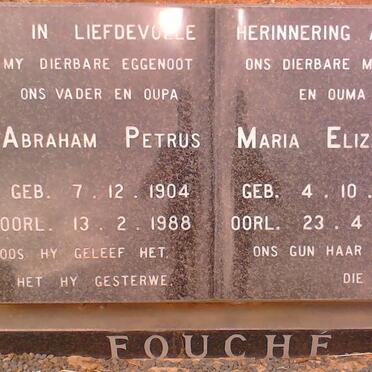 IN LIEFDEVOLLE HERINNERING A
MY DIERBARE EGGENOOT
ONS VADER EN OUPA
ABRAHAM PETRUS
GEB. 7.12.1904
OORL. 13.2.1988
OOS HY GELEEF HET.
HET HY GESTERWE.
ONS DIERBARE M
EN OUMA
MARIA ELIZ
GEB. 4.10.
OORL. 23.4
ONS GUN HAAR
DIE
FOUCHÉ